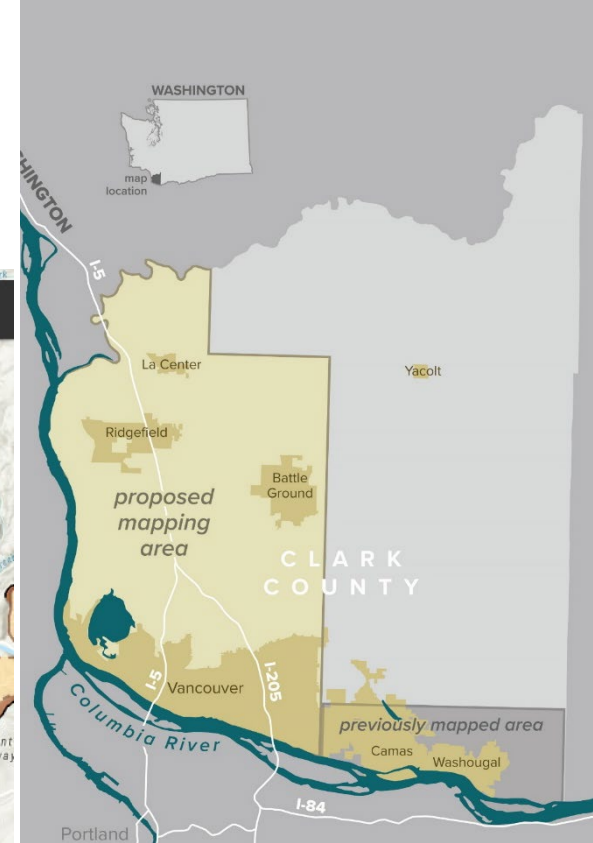 WASHINGTON
map
location
HINGTON
I-5
La Center
Yacolt
Ridgefield
Battle
Ground
proposed
mapping
area
CLARK
COUNTY
I-5
I-205
Vancouver
Columbia River
previously mapped area
Camas
Washougal
I-84
Portland